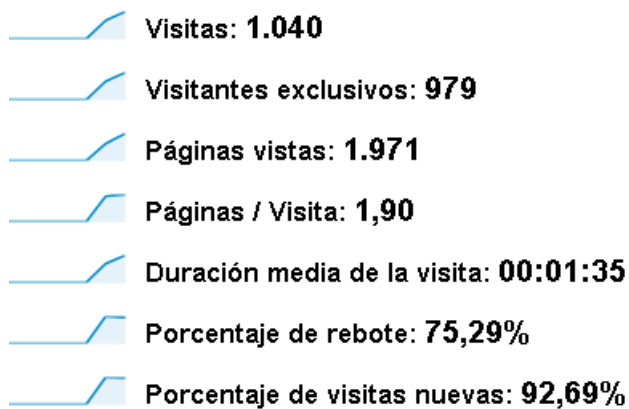 Visitas: 1.040
Visitantes exclusivos: 979
Páginas vistas: 1.971
Páginas / Visita: 1,90
Duración media de la visita: 00:01:35
Porcentaje de rebote: 75,29%
Porcentaje de visitas nuevas: 92,69%